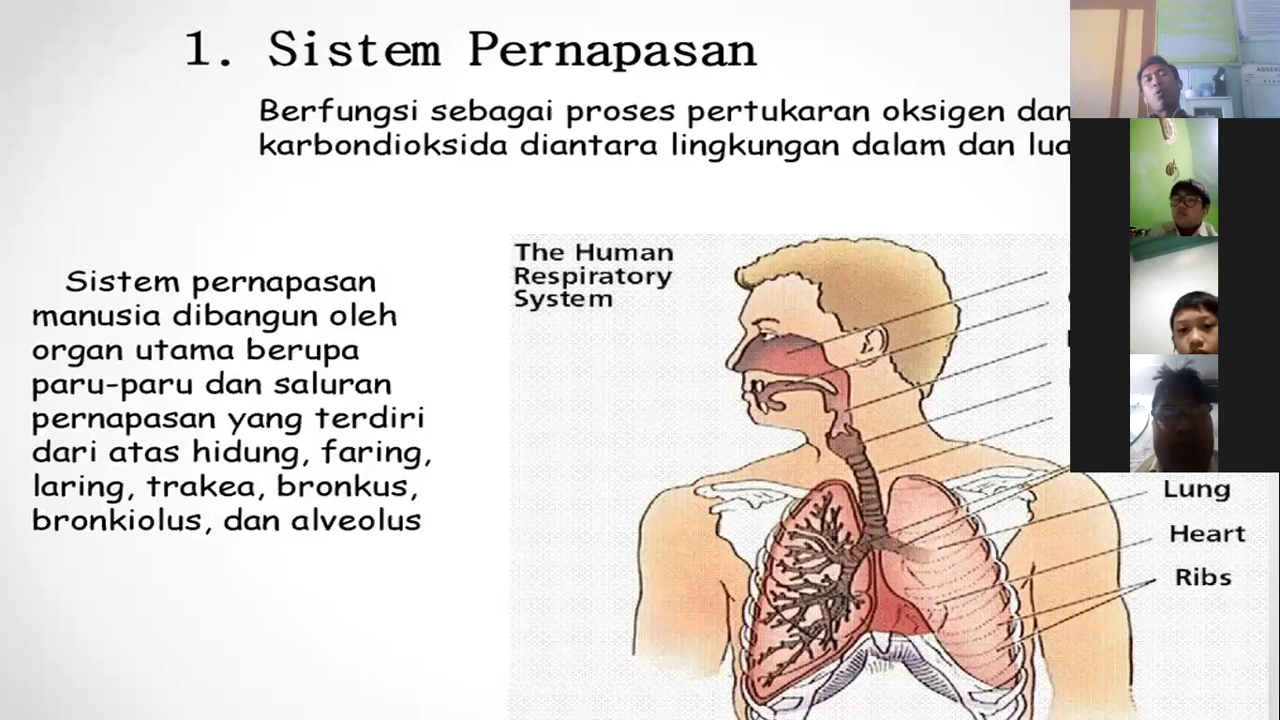 1. Sistem Pernapasan
Berfungsi sebagai proses pertukaran oksigen dan
karbondioksida diantara lingkungan dalam dan
The Human
Respiratory
System
Sistem pernapasan
manusia dibangun oleh
organ utama berupa
paru-paru dan saluran
pernapasan yang terdiri
dari atas hidung, faring,
laring, trakea, bronkus,
bronkiolus, dan alveolus
Lung
Heart
Ribs